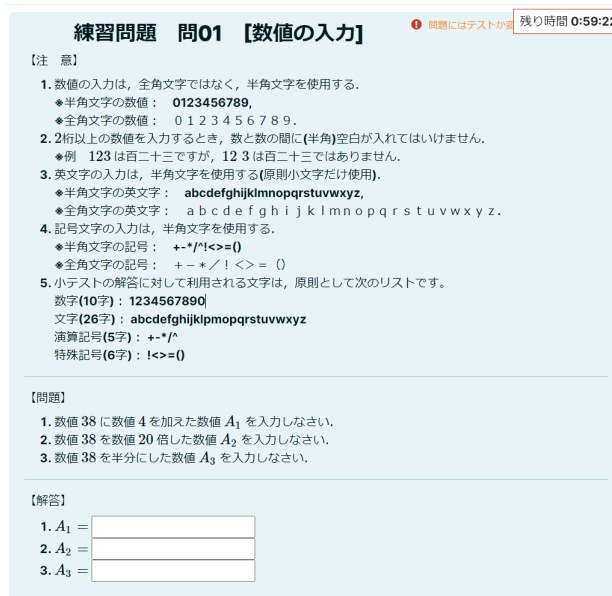 練習問題 問01 [数値の入力]
問題にはテストが変
残り時間 0:59:22
【注 意】
1. 数値の入力は，全角文字ではなく，半角文字を使用する．
※半角文字の数値： 0123456789,
※全角文字の数値： ０１２３４５６７８９．
2. 2桁以上の数値を入力するとき，数と数の間に(半角)空白が入れてはいけません．
※例 123 は百二十三ですが，12 3 は百二十三ではありません．
3. 英文字の入力は，半角文字を使用する(原則小文字だけ使用)．
※半角文字の英文字： abcdefghijklmnopqrstuvwxyz,
※全角文字の英文字： ａｂｃｄｅｆｇｈｉｊｋｌｍｎｏｐｑｒｓｔｕｖｗｘｙｚ．
4. 記号文字の入力は，半角文字を使用する．
※半角文字の記号： +-*/^!<>=()
※全角文字の記号： ＋－＊／！＜＞＝（）
5. 小テストの解答に対して利用される文字は，原則として次のリストです。
数字(10字)： 1234567890
文字(26字)： abcdefghijklpmopqrstuvwxyz
演算記号(5字)： +-*/^
特殊記号(6字)： !<>=()
【問題】
1. 数値 38 に数値 4 を加えた数値 A₁ を入力しなさい．
2. 数値 38 を数値 20 倍した数値 A₂ を入力しなさい．
3. 数値 38 を半分にした数値 A₃ を入力しなさい．
【解答】
1. A₁ =
2. A₂ =
3. A₃ =